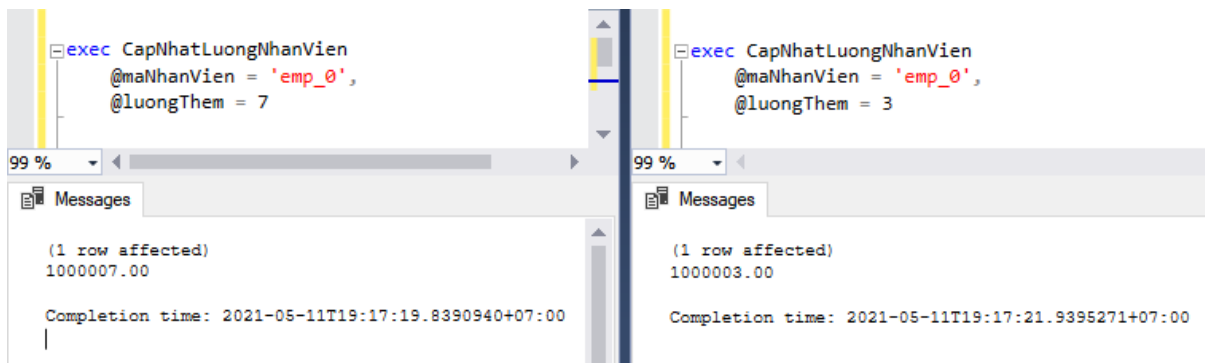 exec CapNhatLuongNhanVien
@maNhanVien = 'emp_0',
@luongThem = 7
99 %
Messages
(1 row affected)
1000007.00
Completion time: 2021-05-11T19:17:19.8390940+07:00
exec CapNhatLuongNhanVien
@maNhanVien = 'emp_0',
@luongThem = 3
99 %
Messages
(1 row affected)
1000003.00
Completion time: 2021-05-11T19:17:21.9395271+07:00